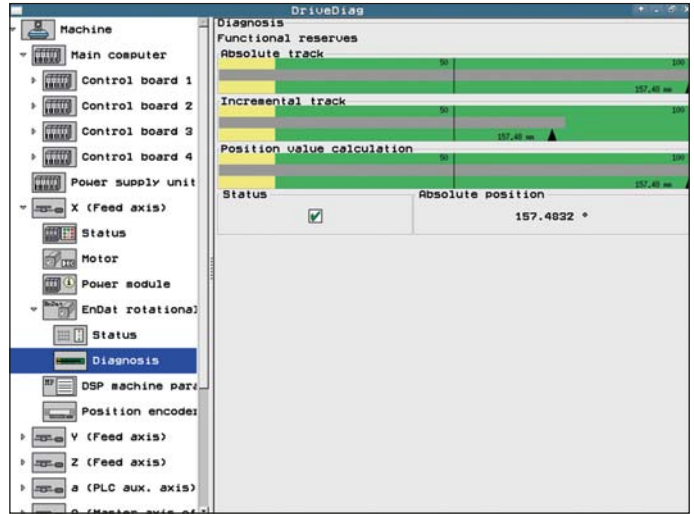 DriveDiag
Machine
Main computer
Control board 1
Control board 2
Control board 3
Control board 4
Power supply unit
X (Feed axis)
Status
Motor
Power module
EnDat rotational
Status
Diagnosis
DSP machine para
Position encoder
Y (Feed axis)
Z (Feed axis)
a (PLC aux. axis)
Diagnosis
Functional reserves
Absolute track
50 100
157.48 mm
Incremental track
50 100
157.48 mm
Position value calculation
50 100
157.48 mm
Status
Absolute position
157.4832 °